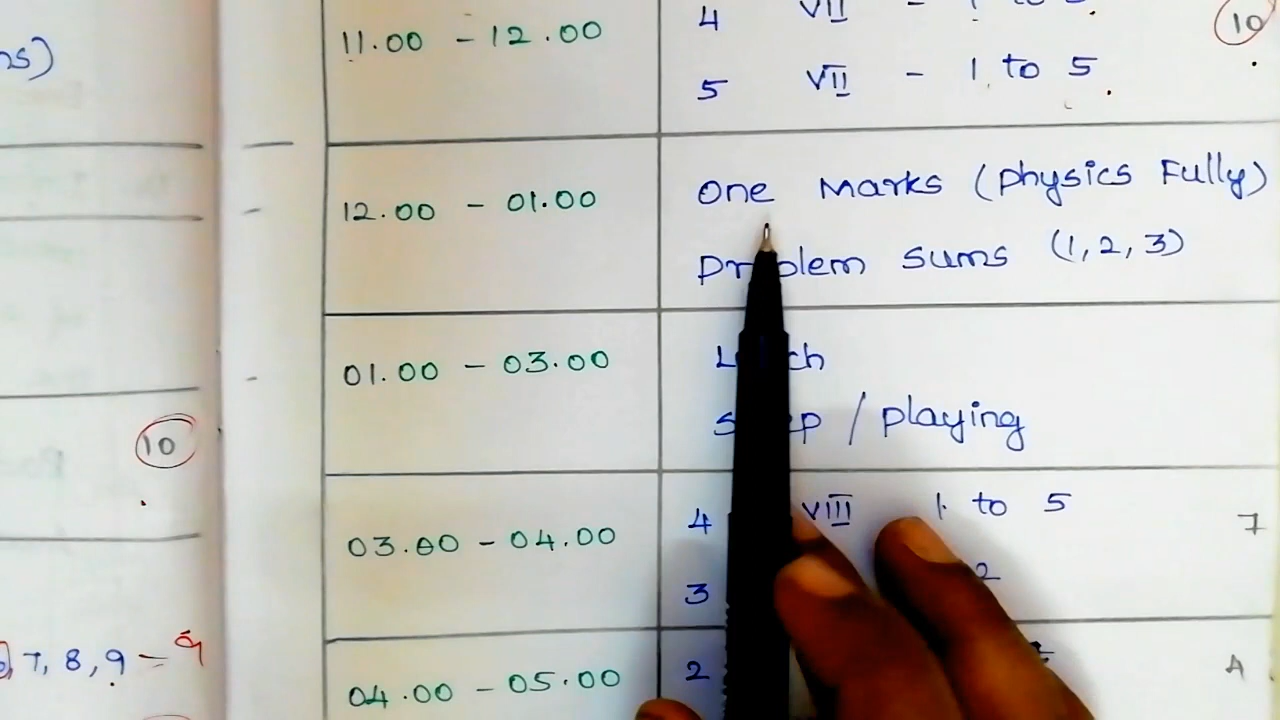 ns)
10
7, 8, 9 - 9
11.00 - 12.00
4 VII -
10
5 VII - 1 to 5
12.00 - 01.00
One Marks (Physics Fully)
sums (1, 2, 3)
01.00 - 03.00
/ playing
03.00 - 04.00
4 VIII 1 to 5 7
3 2
04.00 - 05.00
2 4